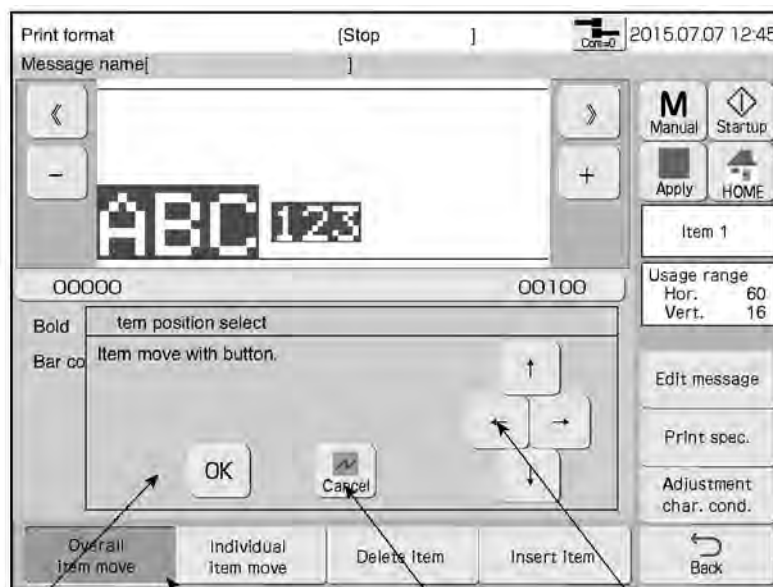 Print format [Stop ] Com=0 2015.07.07 12:45
Message name[ ]
《 》 M Manual Startup
- + Apply HOME
ABC 123
Item 1
00000 00100
Usage range
Hor. 60
Vert. 16
Bold tem position select
Bar co Item move with button.
↑
← →
↓
OK Cancel
Edit message
Print spec.
Adjustment
char. cond.
Overall
item move
Individual
item move
Delete Item
Insert Item
Back